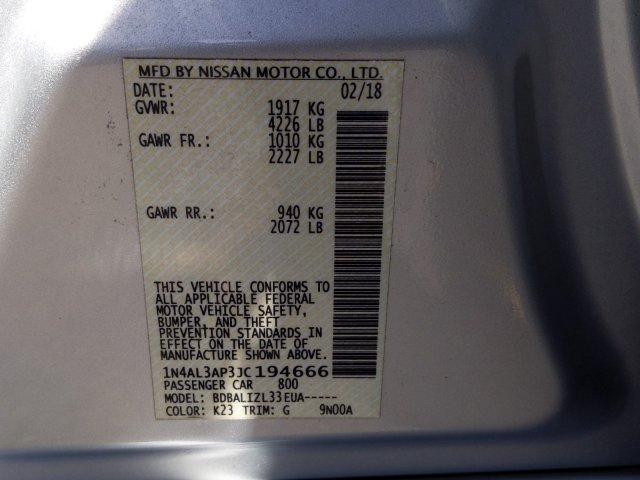 MFD BY NISSAN MOTOR CO., LTD.
DATE: 02/18
GVWR: 1917 KG
4226 LB
GAWR FR.: 1010 KG
2227 LB
GAWR RR.: 940 KG
2072 LB
THIS VEHICLE CONFORMS TO
ALL APPLICABLE FEDERAL
MOTOR VEHICLE SAFETY,
BUMPER, AND THEFT
PREVENTION STANDARDS IN
EFFECT ON THE DATE OF
MANUFACTURE SHOWN ABOVE.
1N4AL3AP3JC194666
PASSENGER CAR 800
MODEL: BDBALIZL33EUA-----
COLOR: K23 TRIM: G 9N00A